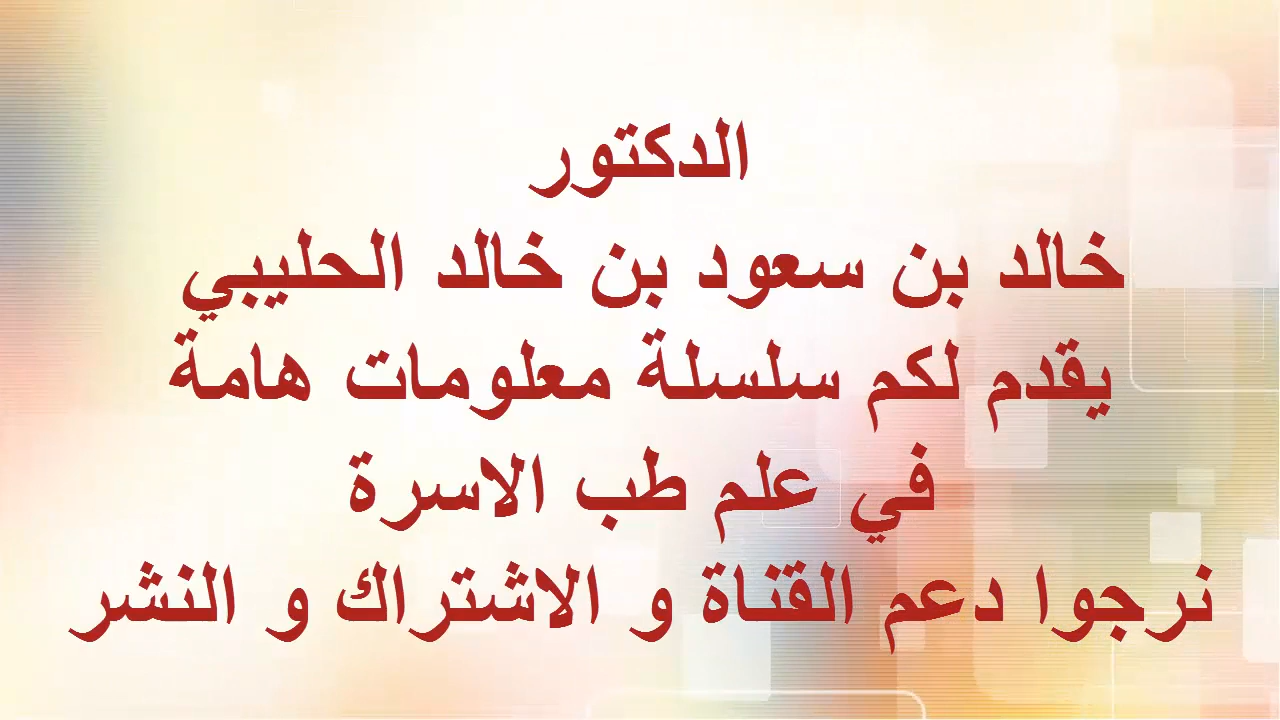 الدكتور
خالد بن سعود بن خالد الحليبي
يقدم لكم سلسلة معلومات هامة
في علم طب الاسرة
نرجوا دعم القناة و الاشتراك و النشر